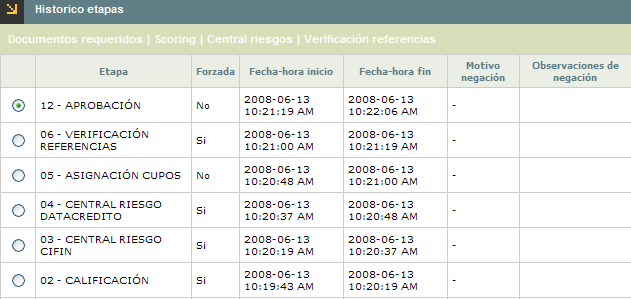 Historico etapas
Documentos requeridos | Scoring | Central riesgos | Verificación referencias
Etapa Forzada Fecha-hora inicio Fecha-hora fin Motivo negación Observaciones de negación
12 - APROBACIÓN No 2008-06-13 10:21:19 AM 2008-06-13 10:22:06 AM -
06 - VERIFICACIÓN REFERENCIAS Si 2008-06-13 10:21:00 AM 2008-06-13 10:21:19 AM -
05 - ASIGNACIÓN CUPOS No 2008-06-13 10:20:48 AM 2008-06-13 10:21:00 AM -
04 - CENTRAL RIESGO DATACREDITO Si 2008-06-13 10:20:37 AM 2008-06-13 10:20:48 AM -
03 - CENTRAL RIESGO CIFIN Si 2008-06-13 10:20:19 AM 2008-06-13 10:20:37 AM -
02 - CALIFICACIÓN Si 2008-06-13 10:19:43 AM 2008-06-13 10:20:19 AM -